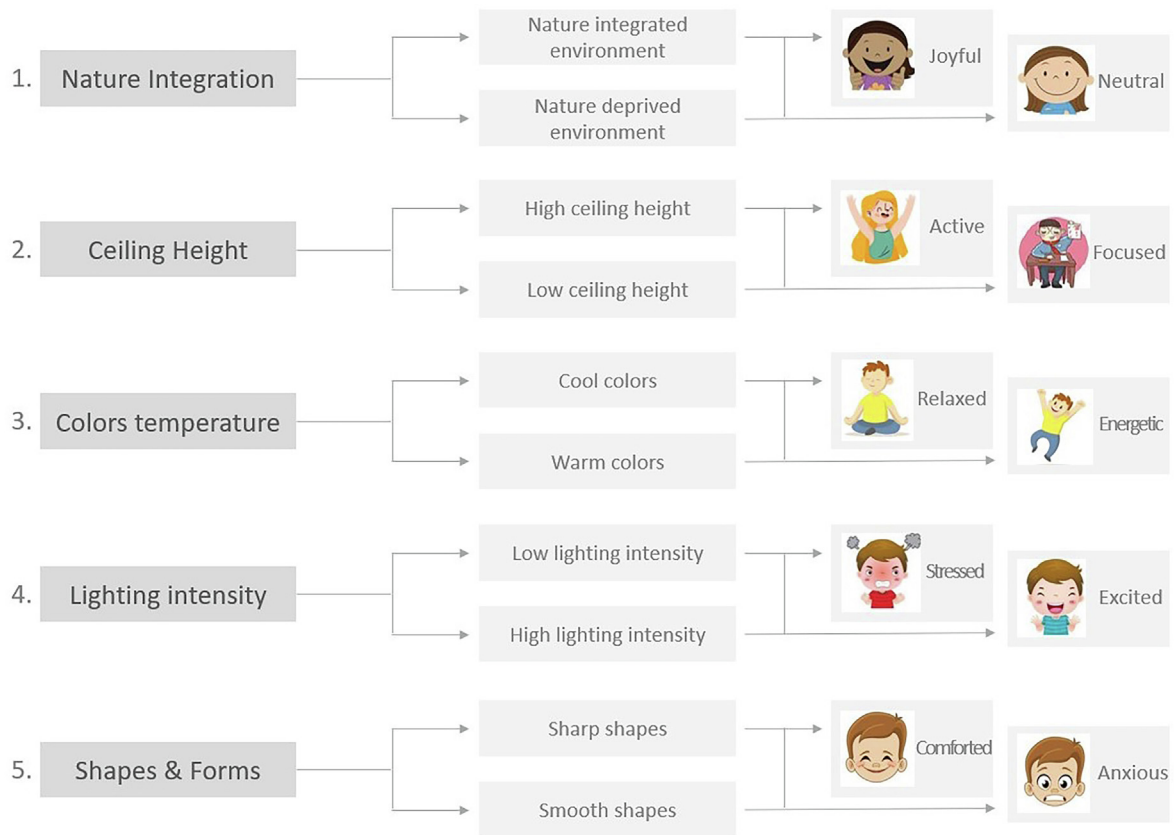 1. Nature Integration
Nature integrated
environment
Nature deprived
environment
Joyful
Neutral
2. Ceiling Height
High ceiling height
Low ceiling height
Active
Focused
3. Colors temperature
Cool colors
Warm colors
Relaxed
Energetic
4. Lighting intensity
Low lighting intensity
High lighting intensity
Stressed
Excited
5. Shapes & Forms
Sharp shapes
Smooth shapes
Comforted
Anxious